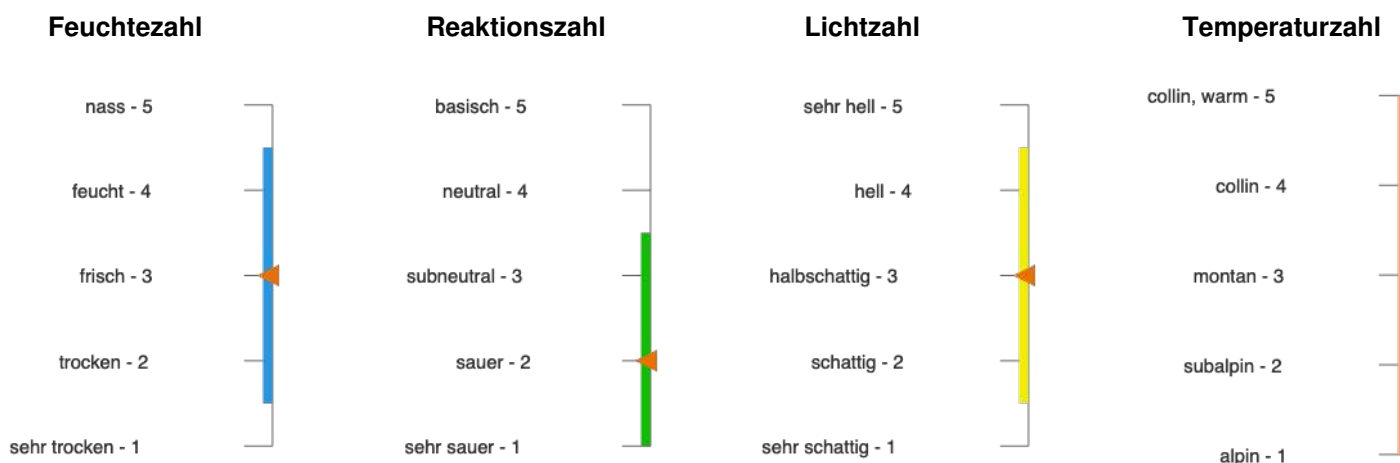 Feuchtezahl
nass - 5
feucht - 4
frisch - 3
trocken - 2
sehr trocken - 1
Reaktionszahl
basisch - 5
neutral - 4
subneutral - 3
sauer - 2
sehr sauer - 1
Lichtzahl
sehr hell - 5
hell - 4
halbschattig - 3
schattig - 2
sehr schattig - 1
Temperaturzahl
collin, warm - 5
collin - 4
montan - 3
subalpin - 2
alpin - 1